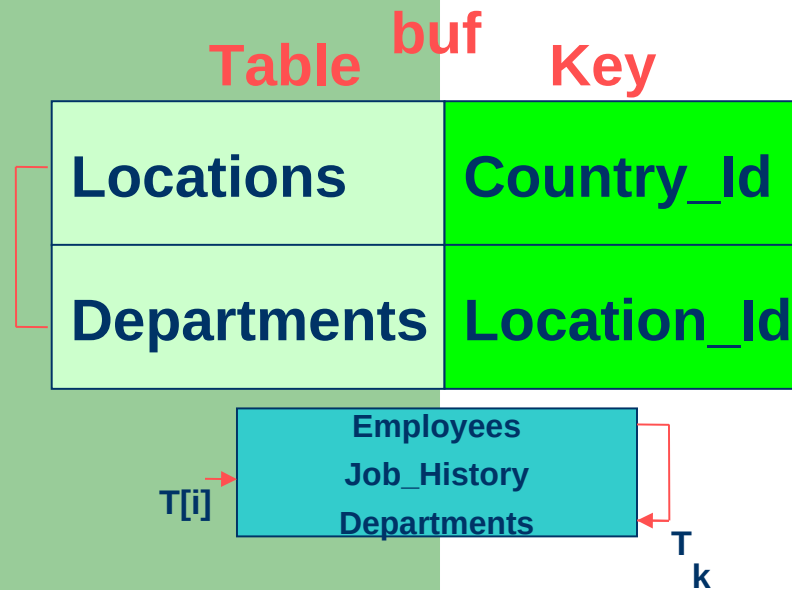 buf
Table Key
Locations Country_Id
Departments Location_Id
Employees
Job_History
Departments
T[i]
T
k